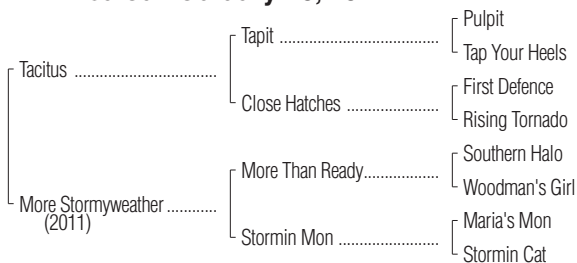 Pulpit
Tapit ........................................
Tap Your Heels
Tacitus ....................................
First Defence
Close Hatches .......................
Rising Tornado
Southern Halo
More Than Ready...................
Woodman's Girl
More Stormyweather .............
(2011)
Maria's Mon
Stormin Mon .........................
Stormin Cat